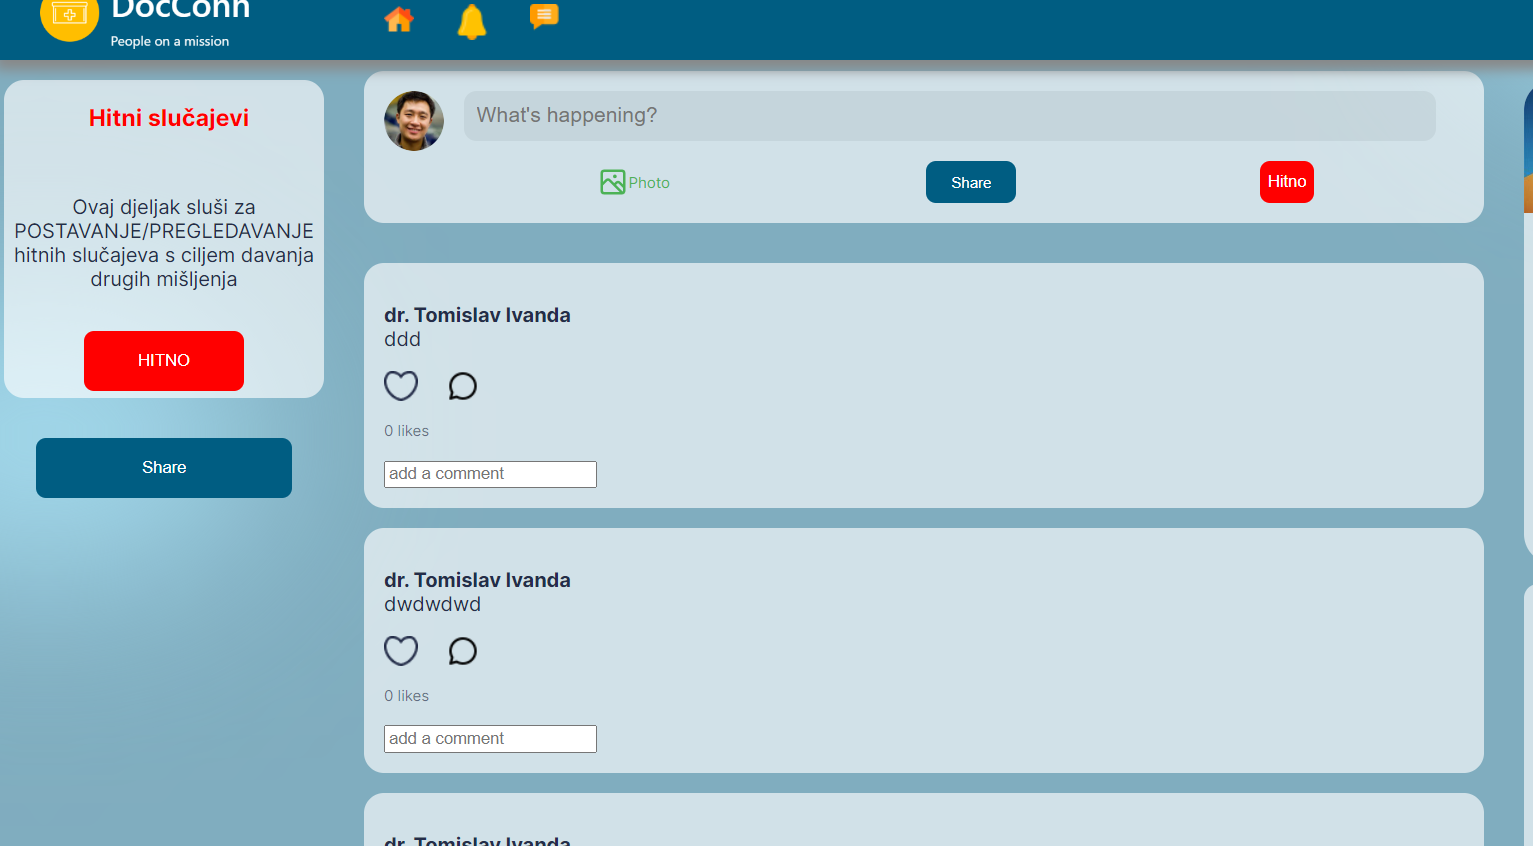 DocConn
People on a mission
Hitni slučajevi
Ovaj djeljak sluši za
POSTAVANJE/PREGLEDAVANJE
hitnih slučajeva s ciljem davanja
drugih mišljenja
HITNO
Share
What's happening?
Photo
Share
Hitno
dr. Tomislav Ivanda
ddd
0 likes
add a comment
dr. Tomislav Ivanda
dwdwdwd
0 likes
add a comment
dr. Tomislav Ivanda